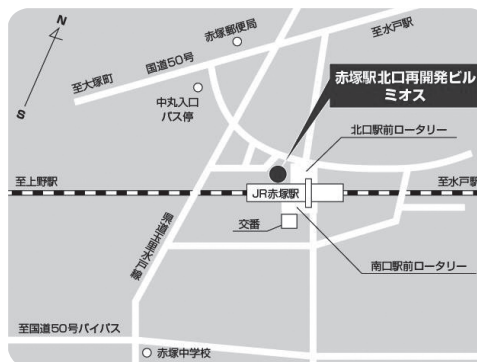 N
S
赤塚郵便局
至水戸駅
国道50号
至大塚町
中丸入口
バス停
赤塚駅北口再開発ビル
ミオス
北口駅前ロータリー
至上野駅
JR赤塚駅
至水戸駅
交番
県道玉里水戸線
南口駅前ロータリー
至国道50号バイパス
赤塚中学校